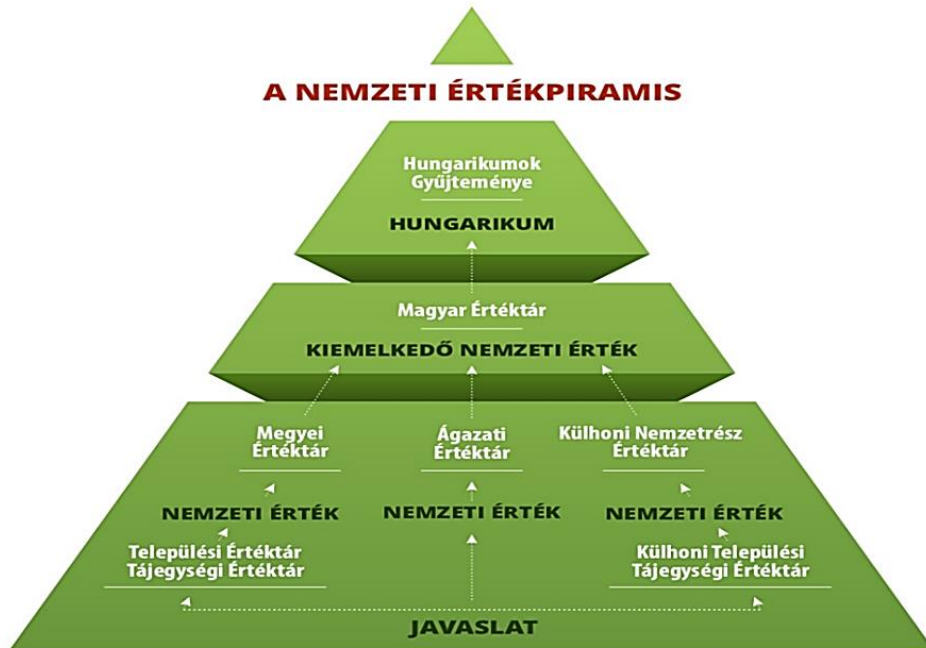 A NEMZETI ÉRTÉKPIRAMIS
Hungarikumok
Gyűjteménye
HUNGARIKUM
Magyar Értéktár
KIEMELKEDŐ NEMZETI ÉRTÉK
Megyei
Értéktár
Ágazati
Értéktár
Külhoni Nemzetrész
Értéktár
NEMZETI ÉRTÉK
NEMZETI ÉRTÉK
NEMZETI ÉRTÉK
Települési Értéktár
Tájegységi Értéktár
Külhoni Települési
Tájegységi Értéktár
JAVASLAT